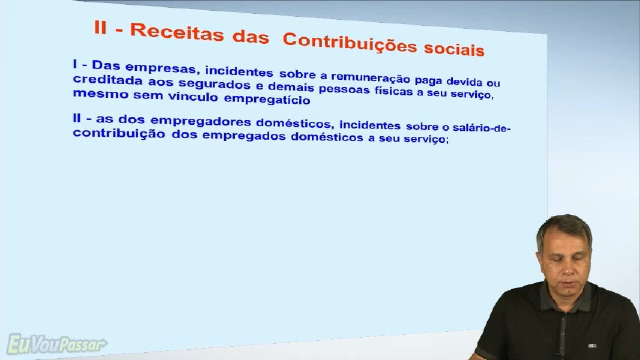 II - Receitas das Contribuições sociais
I - Das empresas, incidentes sobre a remuneração paga devida ou
creditada aos segurados e demais pessoas físicas a seu serviço,
mesmo sem vínculo empregatício
II - as dos empregadores domésticos, incidentes sobre o salário-de-
contribuição dos empregados domésticos a seu serviço;
EuVouPassar